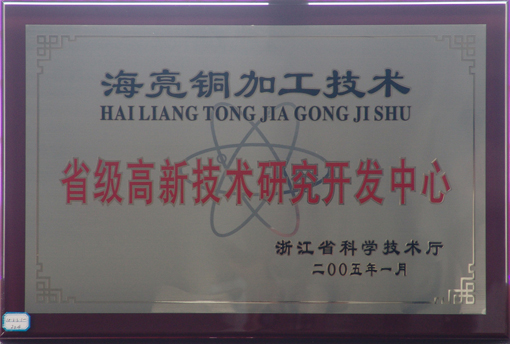 海亮铜加工技术
HAI LIANG TONG JIA GONG JI SHU
省级高新技术研究开发中心
浙江省科学技术厅
二00五年一月